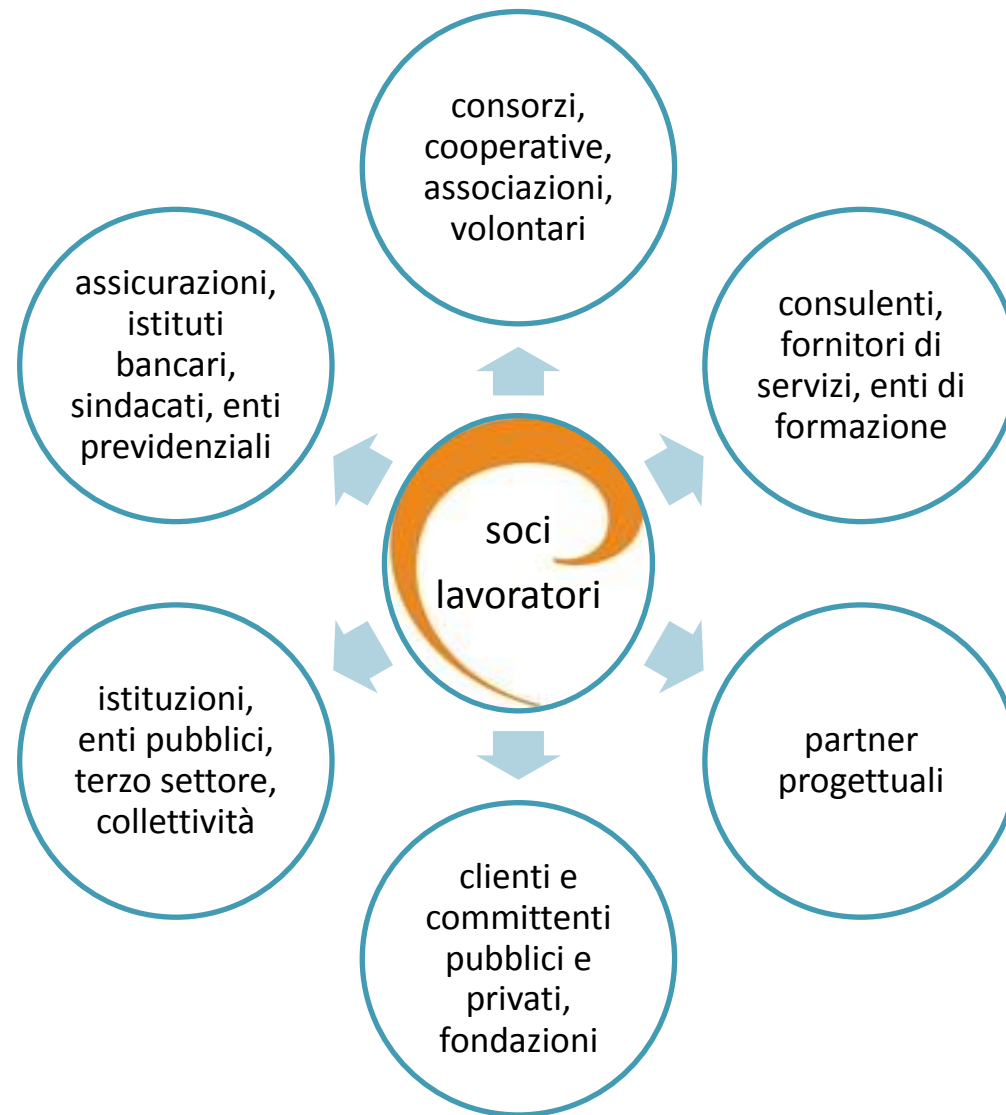 consorzi,
cooperative,
associazioni,
volontari
assicurazioni,
istituti
bancari,
sindacati, enti
previdenziali
consulenti,
fornitori di
servizi, enti di
formazione
soci
lavoratori
istituzioni,
enti pubblici,
terzo settore,
collettività
partner
progettuali
clienti e
committenti
pubblici e
privati,
fondazioni